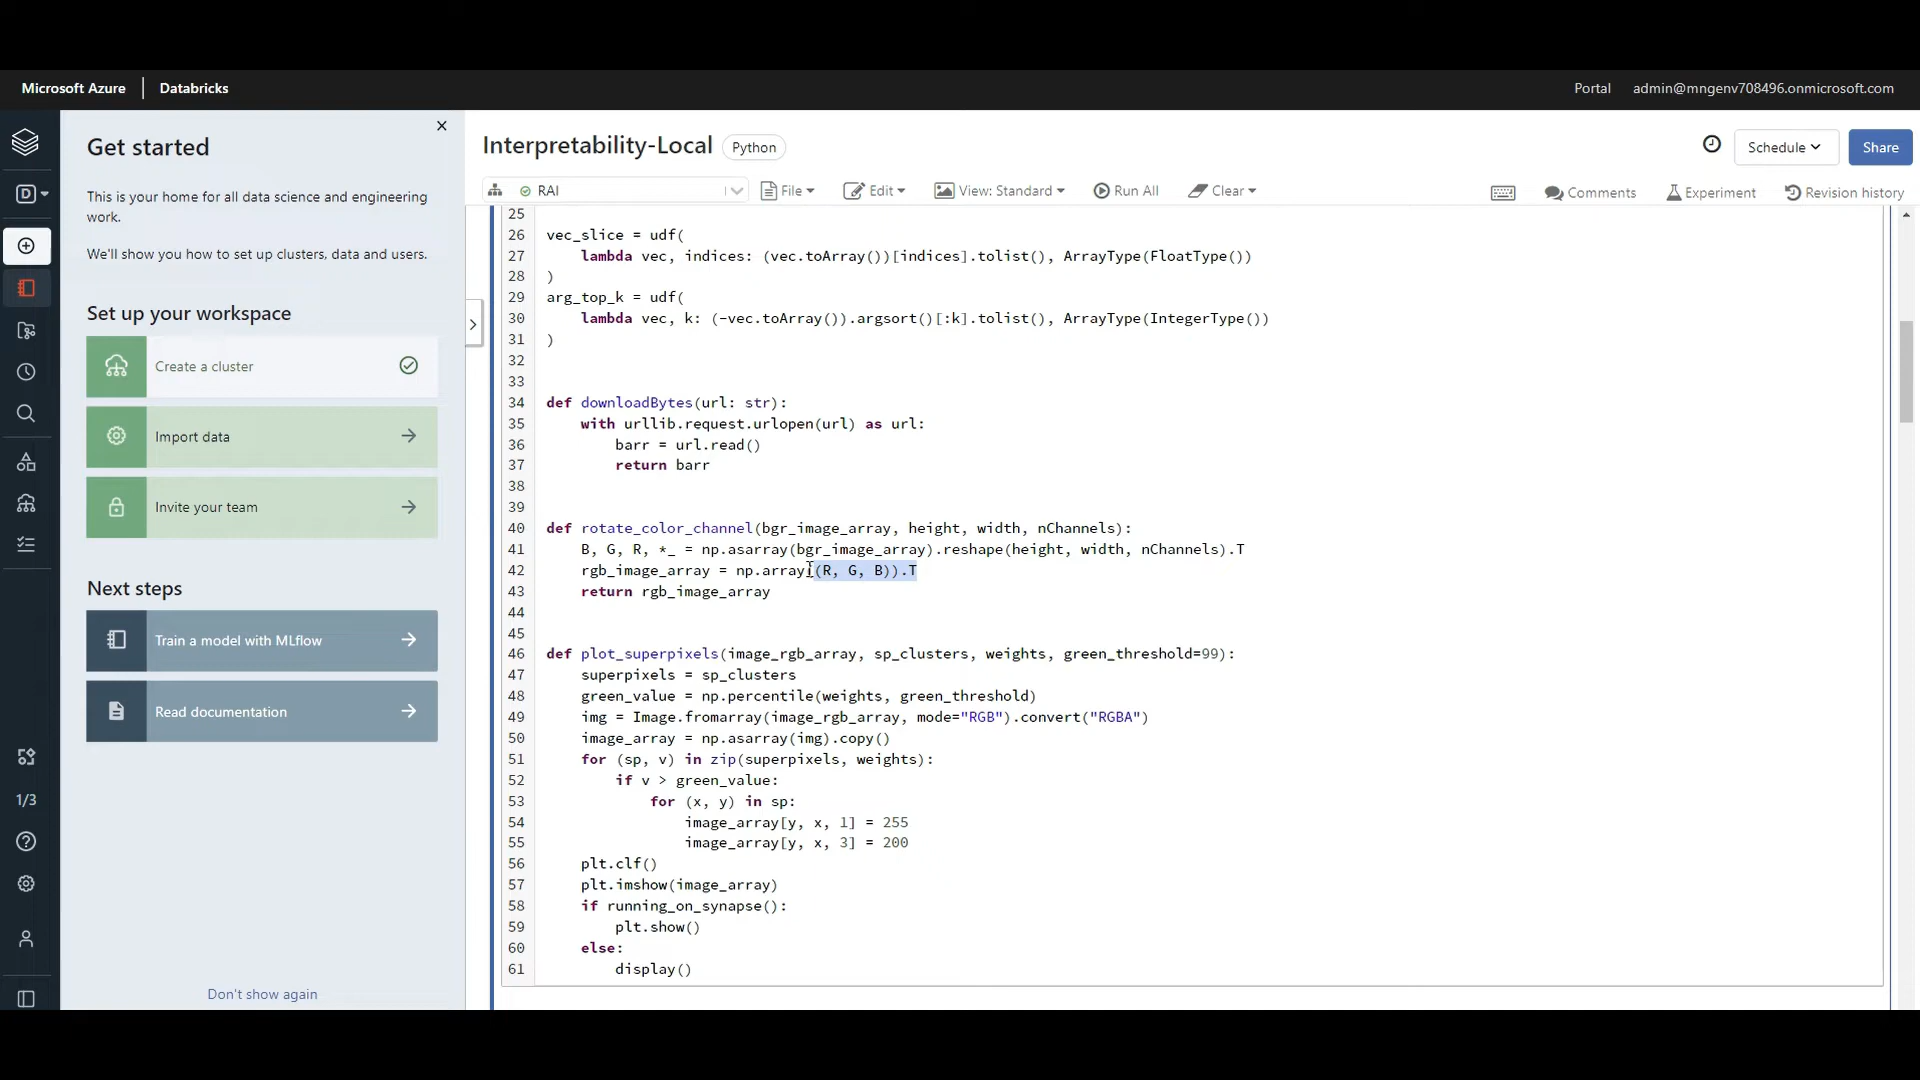 Microsoft Azure | Databricks
Portal admin@mngenv708496.onmicrosoft.com
Get started
This is your home for all data science and engineering
work.
We'll show you how to set up clusters, data and users.
Set up your workspace
Create a cluster
Import data
Invite your team
Next steps
Train a model with MLflow
Read documentation
Don't show again
D
1/3
Interpretability-Local Python
Schedule Share
RAI File Edit View: Standard Run All Clear
Comments Experiment Revision history
25
26 vec_slice = udf(
27 lambda vec, indices: (vec.toArray())[indices].tolist(), ArrayType(FloatType())
28 )
29 arg_top_k = udf(
30 lambda vec, k: (-vec.toArray()).argsort()[:k].tolist(), ArrayType(IntegerType())
31 )
32
33
34 def downloadBytes(url: str):
35 with urllib.request.urlopen(url) as url:
36 barr = url.read()
37 return barr
38
39
40 def rotate_color_channel(bgr_image_array, height, width, nChannels):
41 B, G, R, *_ = np.asarray(bgr_image_array).reshape(height, width, nChannels).T
42 rgb_image_array = np.array((R, G, B)).T
43 return rgb_image_array
44
45
46 def plot_superpixels(image_rgb_array, sp_clusters, weights, green_threshold=99):
47 superpixels = sp_clusters
48 green_value = np.percentile(weights, green_threshold)
49 img = Image.fromarray(image_rgb_array, mode="RGB").convert("RGBA")
50 image_array = np.asarray(img).copy()
51 for (sp, v) in zip(superpixels, weights):
52 if v > green_value:
53 for (x, y) in sp:
54 image_array[y, x, 1] = 255
55 image_array[y, x, 3] = 200
56 plt.clf()
57 plt.imshow(image_array)
58 if running_on_synapse():
59 plt.show()
60 else:
61 display()